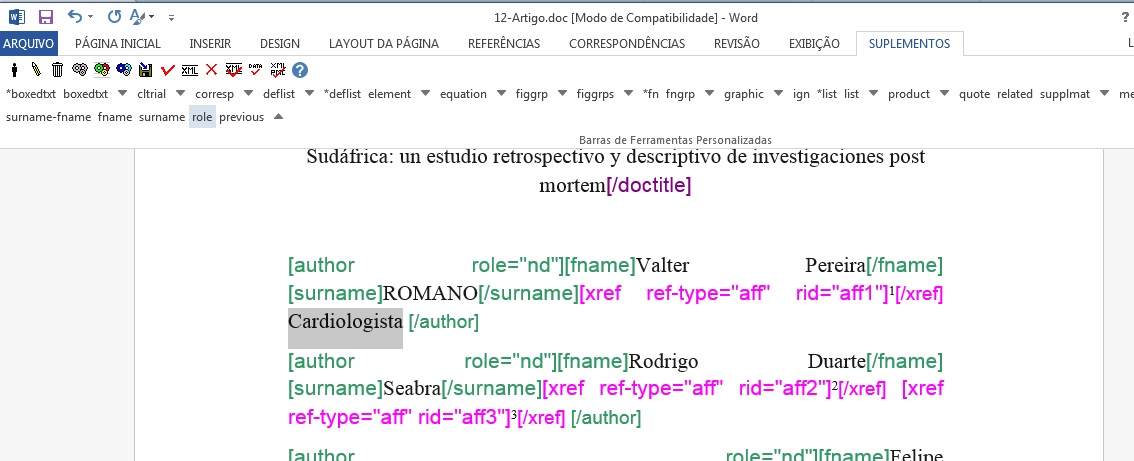 12-Artigo.doc [Modo de Compatibilidade] - Word ?
ARQUIVO PÁGINA INICIAL INSERIR DESIGN LAYOUT DA PÁGINA REFERÊNCIAS CORRESPONDÊNCIAS REVISÃO EXIBIÇÃO SUPLEMENTOS L
*boxedtxt boxedtxt cltrial corresp deflist *deflist element equation figgrp figgrps *fn fngrp graphic ign *list list product quote related supplmat me
surname-fname fname surname role previous
Barras de Ferramentas Personalizadas
Sudáfrica: un estudio retrospectivo y descriptivo de investigaciones post
mortem[/doctitle]
[author role="nd"][fname]Valter Pereira[/fname]
[surname]ROMANO[/surname][xref ref-type="aff" rid="aff1"]1[/xref]
Cardiologista [/author]
[author role="nd"][fname]Rodrigo Duarte[/fname]
[surname]Seabra[/surname][xref ref-type="aff" rid="aff2"]2[/xref] [xref
ref-type="aff" rid="aff3"]3[/xref] [/author]
[author role="nd"][fname]Felipe